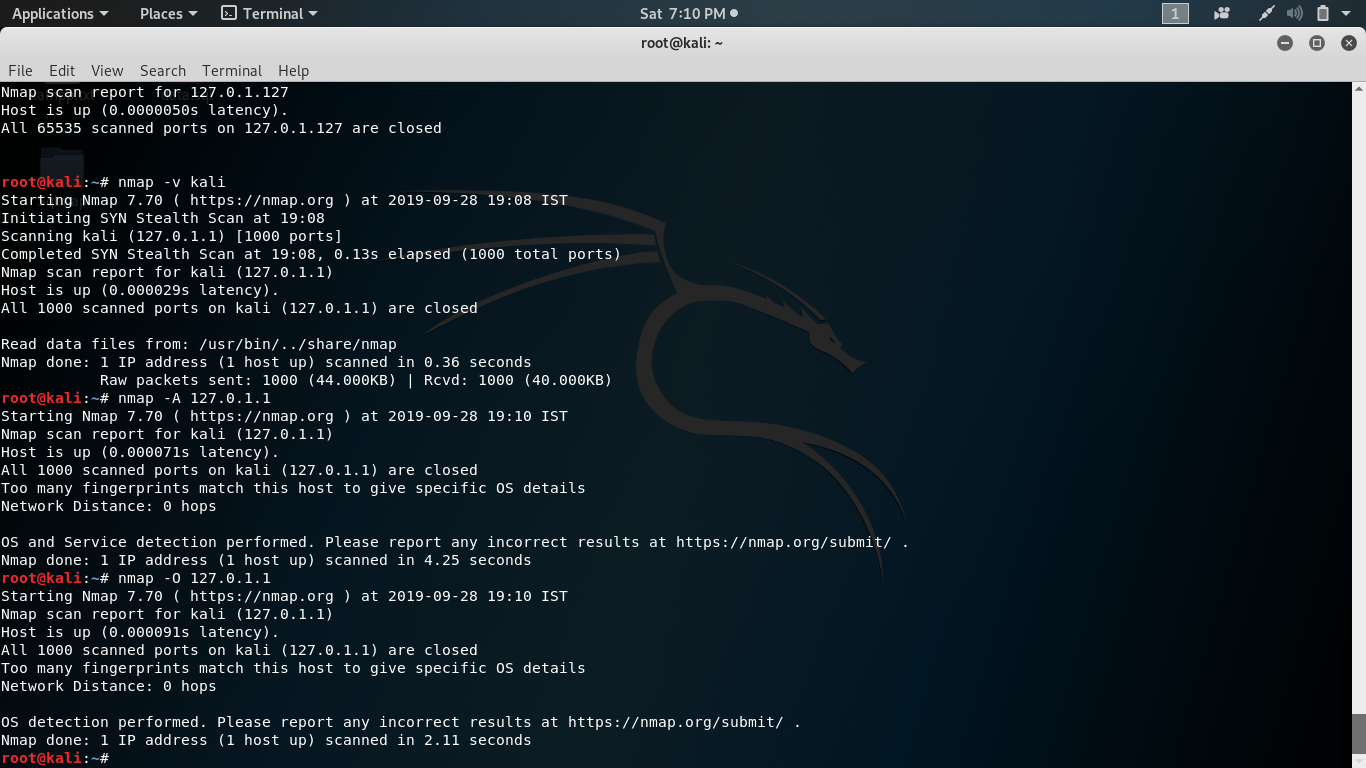 Applications Places Terminal Sat 7:10 PM 1
root@kali: ~
File Edit View Search Terminal Help
Nmap scan report for 127.0.1.127
Host is up (0.0000050s latency).
All 65535 scanned ports on 127.0.1.127 are closed
root@kali:~# nmap -v kali
Starting Nmap 7.70 ( https://nmap.org ) at 2019-09-28 19:08 IST
Initiating SYN Stealth Scan at 19:08
Scanning kali (127.0.1.1) [1000 ports]
Completed SYN Stealth Scan at 19:08, 0.13s elapsed (1000 total ports)
Nmap scan report for kali (127.0.1.1)
Host is up (0.000029s latency).
All 1000 scanned ports on kali (127.0.1.1) are closed
Read data files from: /usr/bin/../share/nmap
Nmap done: 1 IP address (1 host up) scanned in 0.36 seconds
Raw packets sent: 1000 (44.000KB) | Rcvd: 1000 (40.000KB)
root@kali:~# nmap -A 127.0.1.1
Starting Nmap 7.70 ( https://nmap.org ) at 2019-09-28 19:10 IST
Nmap scan report for kali (127.0.1.1)
Host is up (0.000071s latency).
All 1000 scanned ports on kali (127.0.1.1) are closed
Too many fingerprints match this host to give specific OS details
Network Distance: 0 hops
OS and Service detection performed. Please report any incorrect results at https://nmap.org/submit/ .
Nmap done: 1 IP address (1 host up) scanned in 4.25 seconds
root@kali:~# nmap -O 127.0.1.1
Starting Nmap 7.70 ( https://nmap.org ) at 2019-09-28 19:10 IST
Nmap scan report for kali (127.0.1.1)
Host is up (0.000091s latency).
All 1000 scanned ports on kali (127.0.1.1) are closed
Too many fingerprints match this host to give specific OS details
Network Distance: 0 hops
OS detection performed. Please report any incorrect results at https://nmap.org/submit/ .
Nmap done: 1 IP address (1 host up) scanned in 2.11 seconds
root@kali:~#